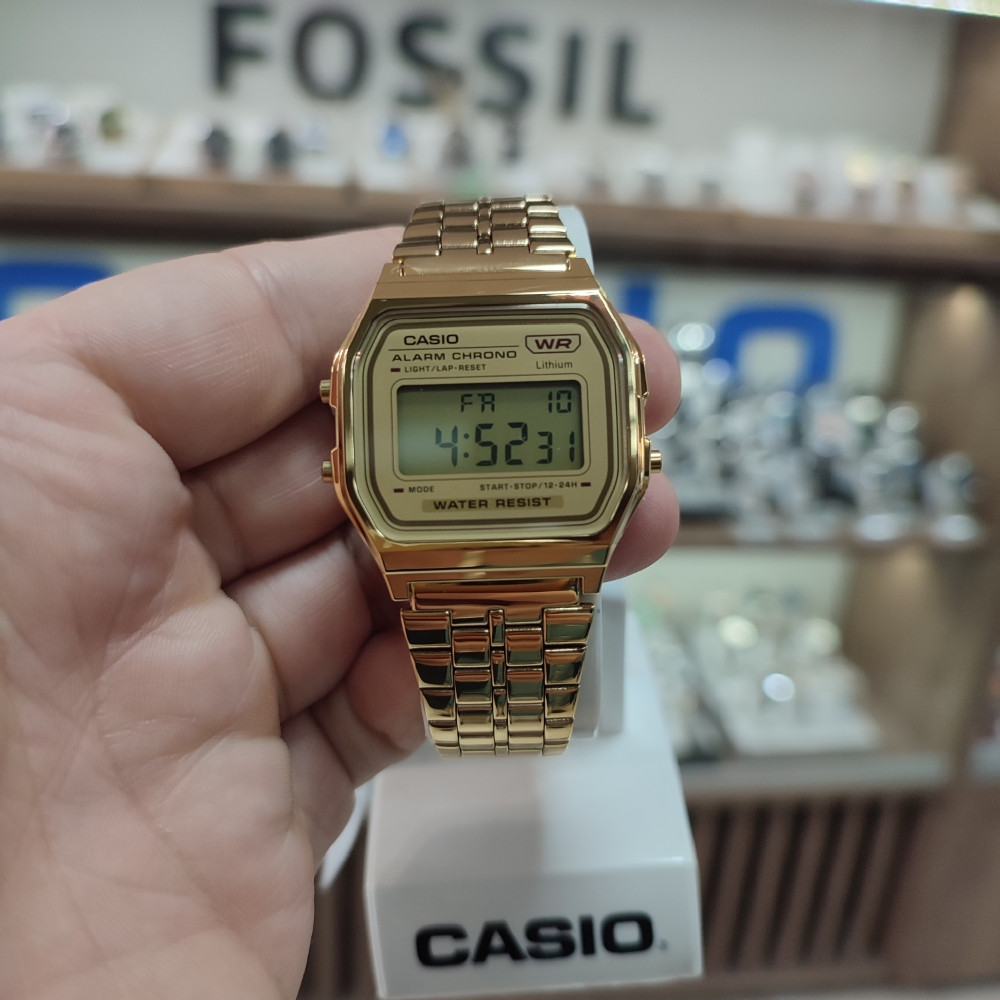 FOSSIL
CASIO
WR
ALARM CHRONO
Lithium
LIGHT/LAP-RESET
FR 10
4:52 31
MODE START-STOP/12-24H
WATER RESIST
CASIO